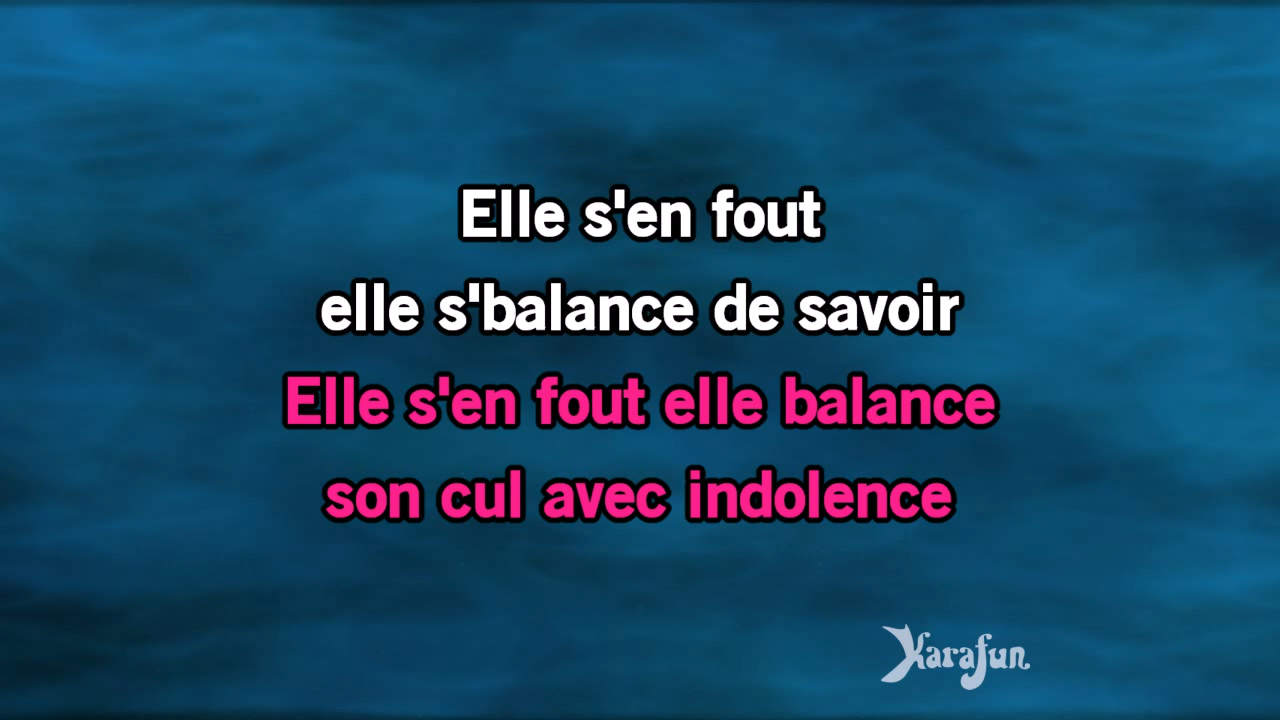 Elle s'en fout
elle s'balance de savoir
Elle s'en fout elle balance
son cul avec indolence
Karafun